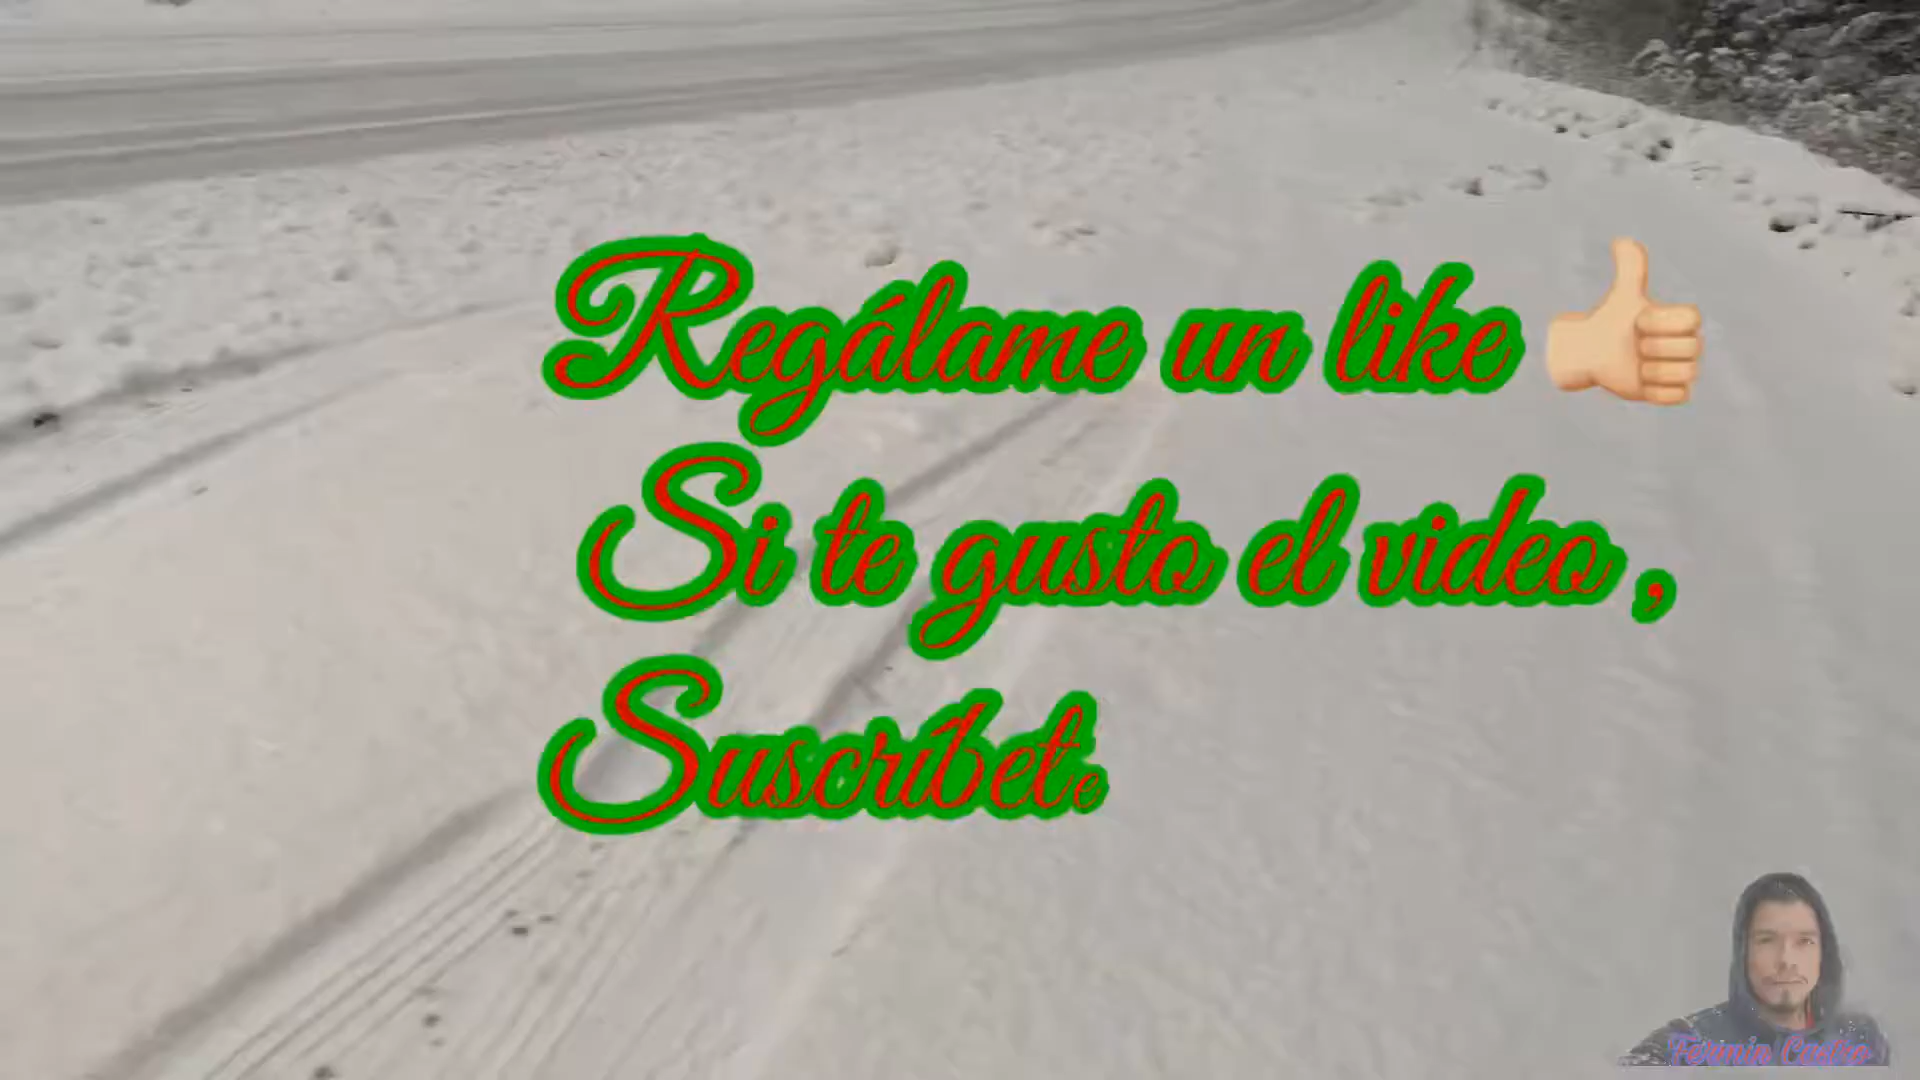 Regálame un like 👍🏻
Si te gusto el video ,
Suscríbete
Fermin Castro